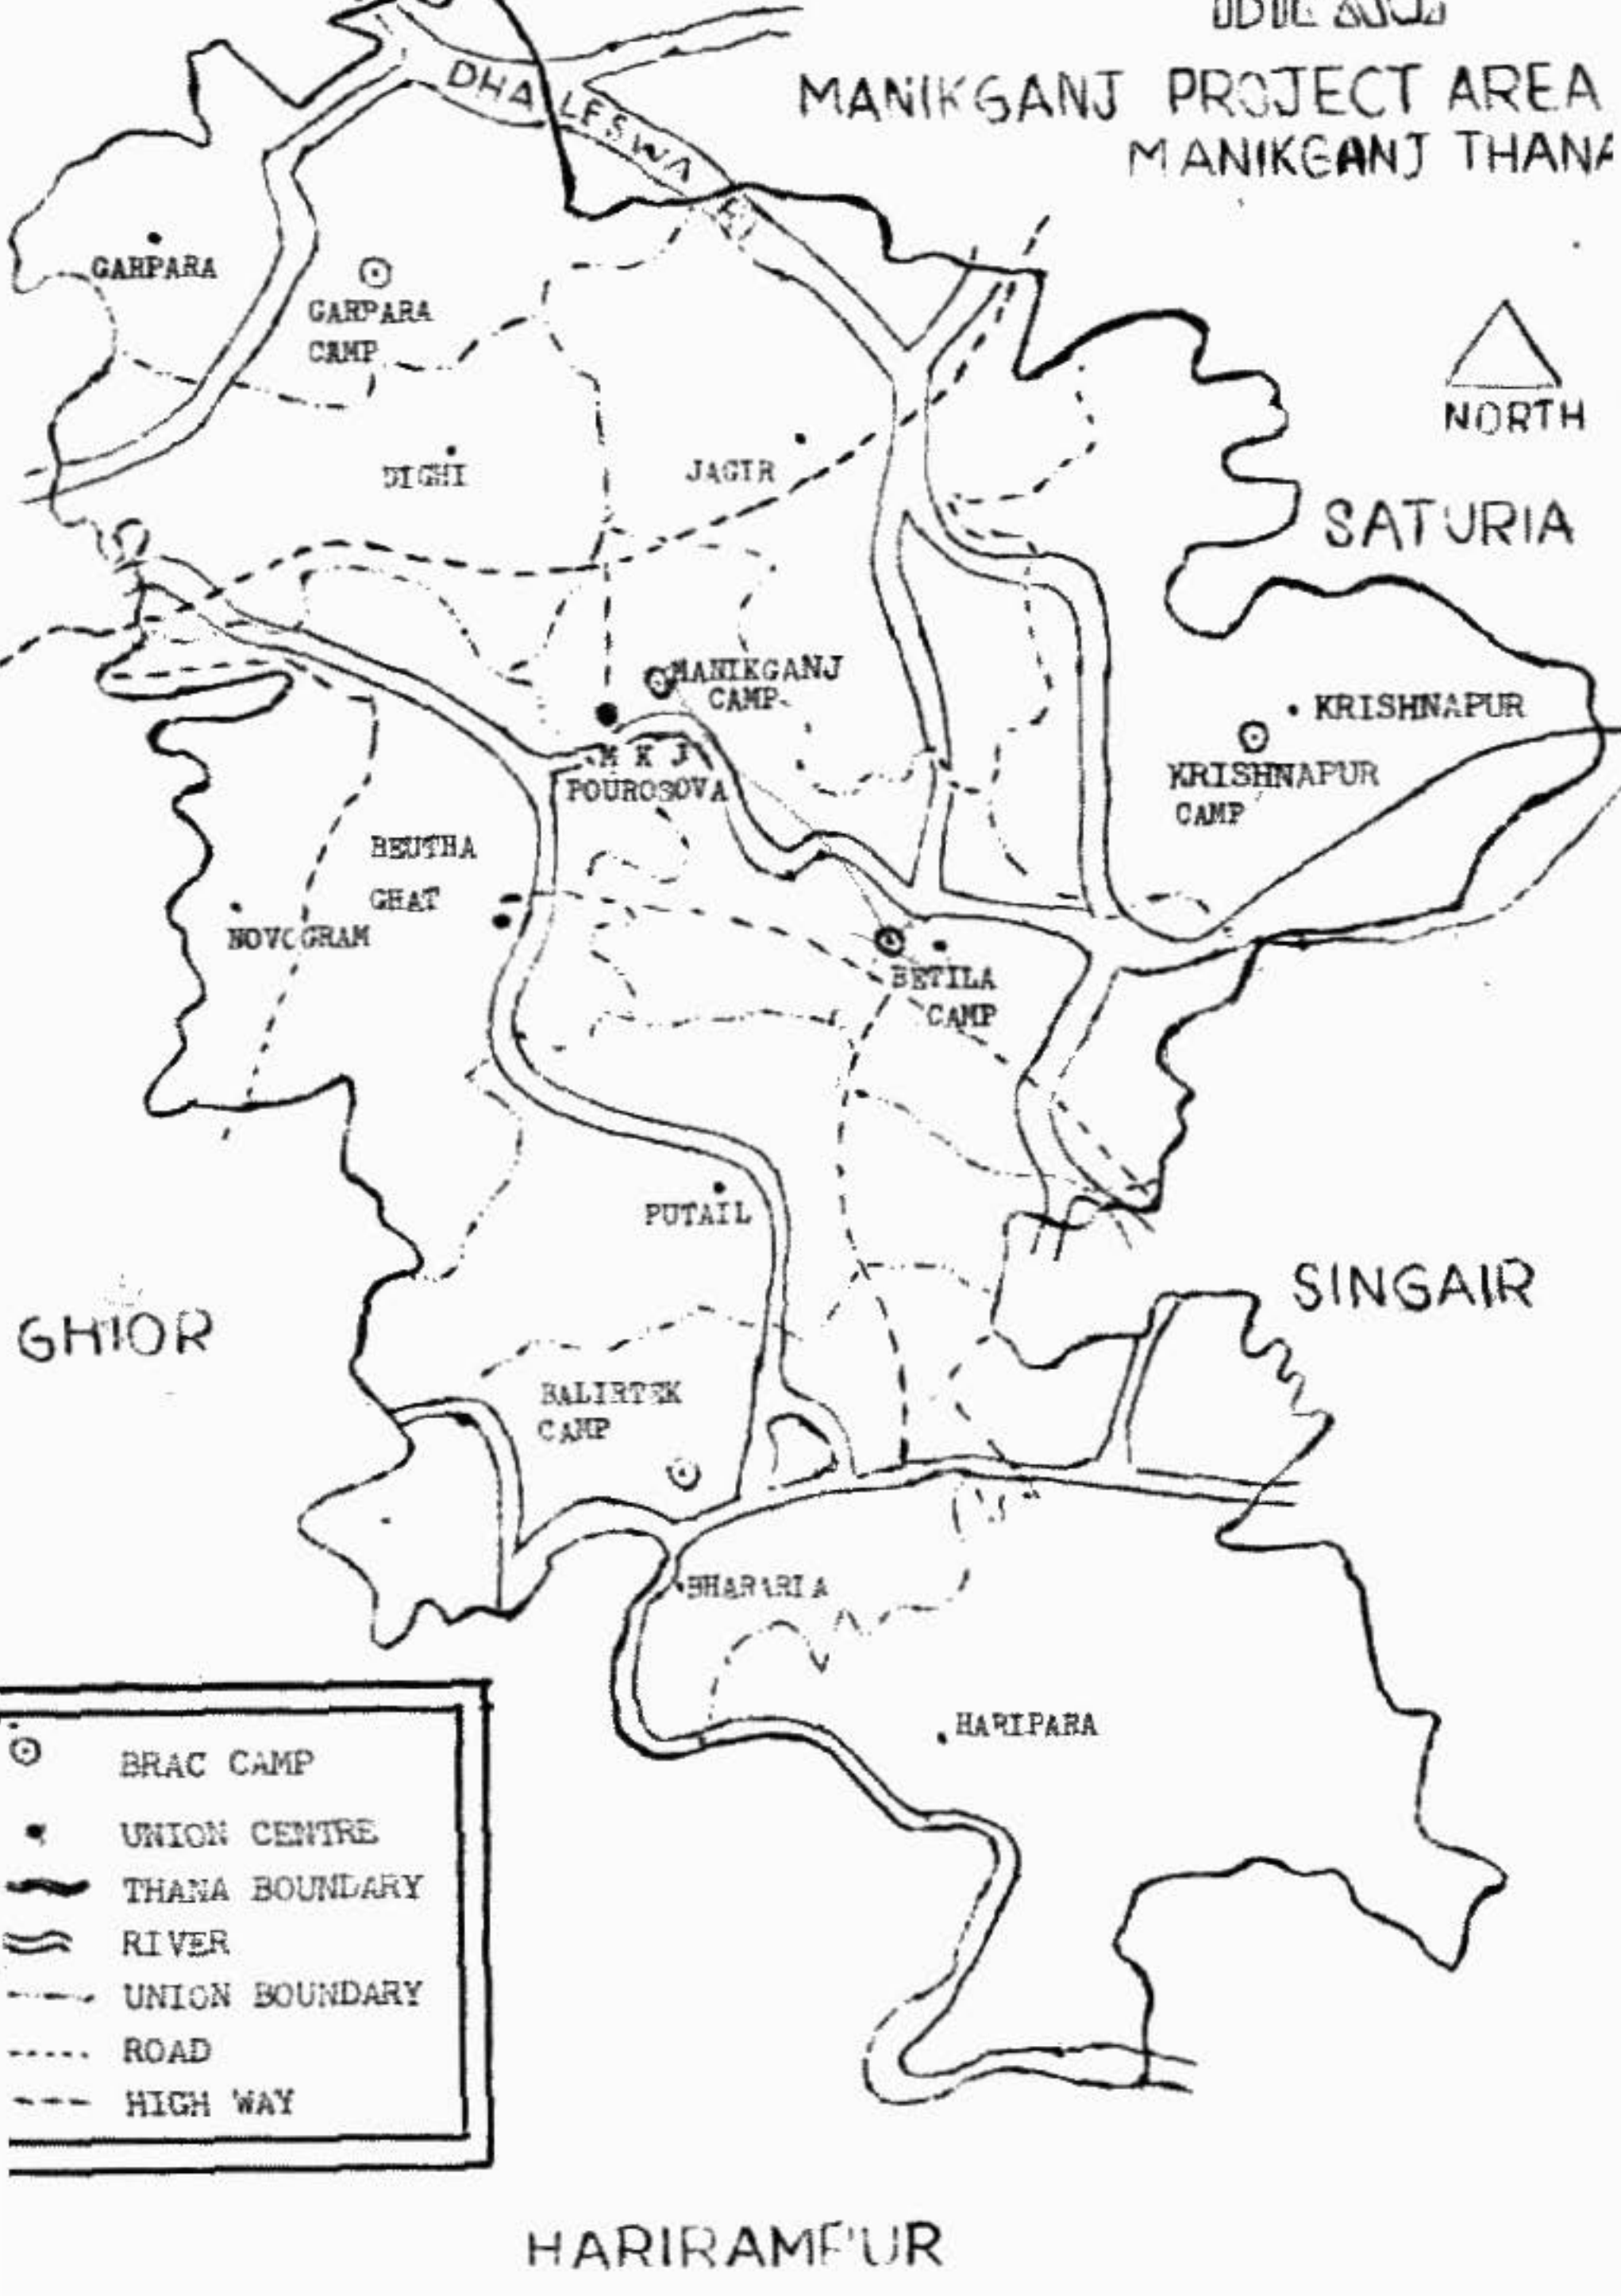 MANIKGANJ PROJECT AREA
MANIKGANJ THANA
DHALESWA
GARPARA
GARPARA
CAMP
NORTH
DIGHI
JAGIR
SATURIA
MANIKGANJ
CAMP
KRISHNAPUR
KRISHNAPUR
CAMP
M K J
POUROSOVA
BEUTHA
GHAT
NOVOGRAM
BETILA
CAMP
PUTAIL
SINGAIR
GHIOR
BALIRTEK
CAMP
BHARARIA
HARIPARA
BRAC CAMP
UNION CENTRE
THANA BOUNDARY
RIVER
UNION BOUNDARY
ROAD
HIGH WAY
HARIRAMPUR